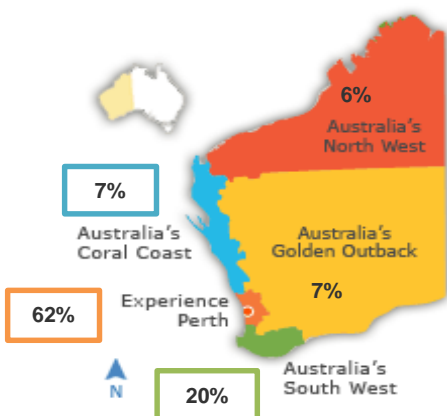 6%
Australia's
North West
7%
Australia's
Coral Coast
Australia's
Golden Outback
7%
Experience
Perth
62%
Australia's
South West
N
20%